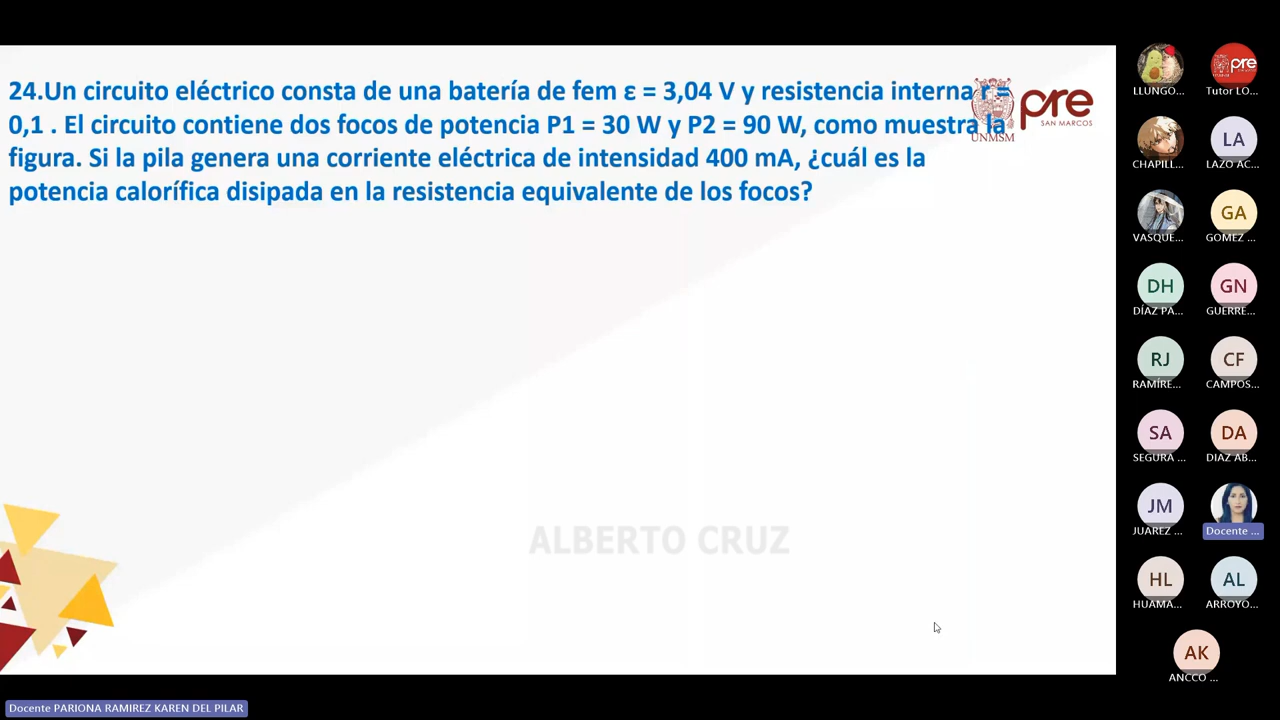 24.Un circuito eléctrico consta de una batería de fem ε = 3,04 V y resistencia interna r =
0,1 . El circuito contiene dos focos de potencia P1 = 30 W y P2 = 90 W, como muestra la
figura. Si la pila genera una corriente eléctrica de intensidad 400 mA, ¿cuál es la
potencia calorífica disipada en la resistencia equivalente de los focos?
UNMSM
pre
SAN MARCOS
ALBERTO CRUZ
LLUNGO...
pre
Tutor LO...
CHAPILL...
LA
LAZO AC...
VASQUE...
GA
GOMEZ ...
DH
DÍAZ PA...
GN
GUERRE...
RJ
RAMÍRE...
CF
CAMPOS...
SA
SEGURA ...
DA
DIAZ AB...
JM
JUAREZ ...
Docente ...
HL
HUAMA...
AL
ARROYO...
AK
ANCCO ...
Docente PARIONA RAMIREZ KAREN DEL PILAR